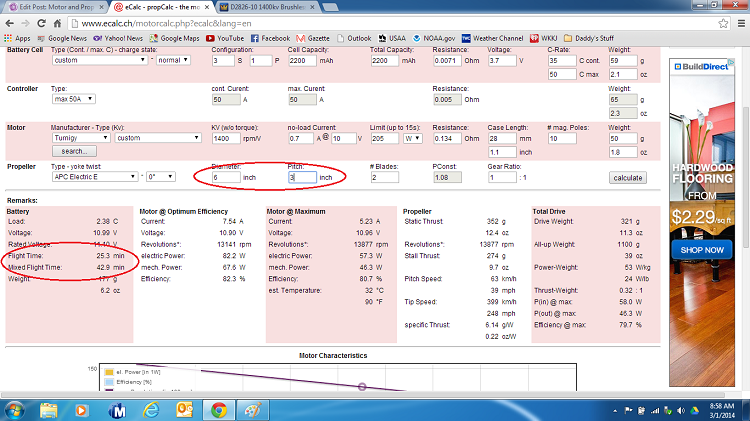 Edit Post: Motor and Prop
eCalc - propCalc - the mo
D2826-10 1400kv Brushles
www.ecalc.ch/motorcalc.php?ecalc&lang=en
Apps Google News Yahoo! Google Maps YouTube Facebook Gazette Outlook USAA NOAA.gov Weather Channel WKKJ Daddy's Stuff
Battery Cell Type (Cont. / max. C) - charge state: Configuration: Cell Capacity: Total Capacity: Resistance: Voltage: C-Rate: Weight:
custom - normal 3 S 1 P 2200 mAh 2200 mAh 0.0071 Ohm 3.7 V 35 C cont. 59 g
50 C max 2.1 oz
Controller Type: cont. Current: max. Current Resistance: Weight:
max 50A 50 A 50 A 0.005 Ohm 65 g
2.3 oz
Motor Manufacturer - Type (Kv): KV (w/o torque): no-load Current Limit (up to 15s): Resistance: Case Length: # mag. Poles: Weight:
Turnigy - custom 1400 rpm/V 0.7 A @ 10 V 205 W 0.134 Ohm 28 mm 10 50 g
search... 1.1 inch 1.8 oz
Propeller Type - yoke twist: Diameter: Pitch: # Blades: PConst: Gear Ratio:
APC Electric E - 0° 6 inch 3 inch 2 1.08 1 : 1 calculate
Remarks:
Battery Motor @ Optimum Efficiency Motor @ Maximum Propeller Total Drive
Load: 2.38 C Current: 7.54 A Current: 5.23 A Static Thrust: 352 g Drive Weight: 321 g
Voltage: 10.99 V Voltage: 10.90 V Voltage: 10.96 V 12.4 oz 11.3 oz
Rated Voltage: 11.10 V Revolutions*: 13141 rpm Revolutions*: 13877 rpm Revolutions*: 13877 rpm All-up Weight: 1100 g
Flight Time: 25.3 min electric Power: 82.2 W electric Power: 57.3 W Stall Thrust: 274 g 38.8 oz
Mixed Flight Time: 42.9 min mech. Power: 67.6 W mech. Power: 46.3 W 9.7 oz Power-Weight: 53 W/kg
Weight: 177 g Efficiency: 82.3 % Efficiency: 80.7 % Pitch Speed: 63 km/h 24 W/lb
6.2 oz est. Temperature: 32 °C 39 mph Thrust-Weight: 0.32 : 1
90 °F Tip Speed: 399 km/h P(in) @ max: 58.0 W
248 mph P(out) @ max: 46.3 W
specific Thrust: 6.14 g/W Efficiency @ max: 79.7 %
0.22 oz/W
Motor Characteristics
150
el. Power [in 1W]
Efficiency [%]
BuildDirect
HARDWOOD
FLOORING
FROM
$2.29/sq ft
SHOP NOW
8:58 AM
3/1/2014